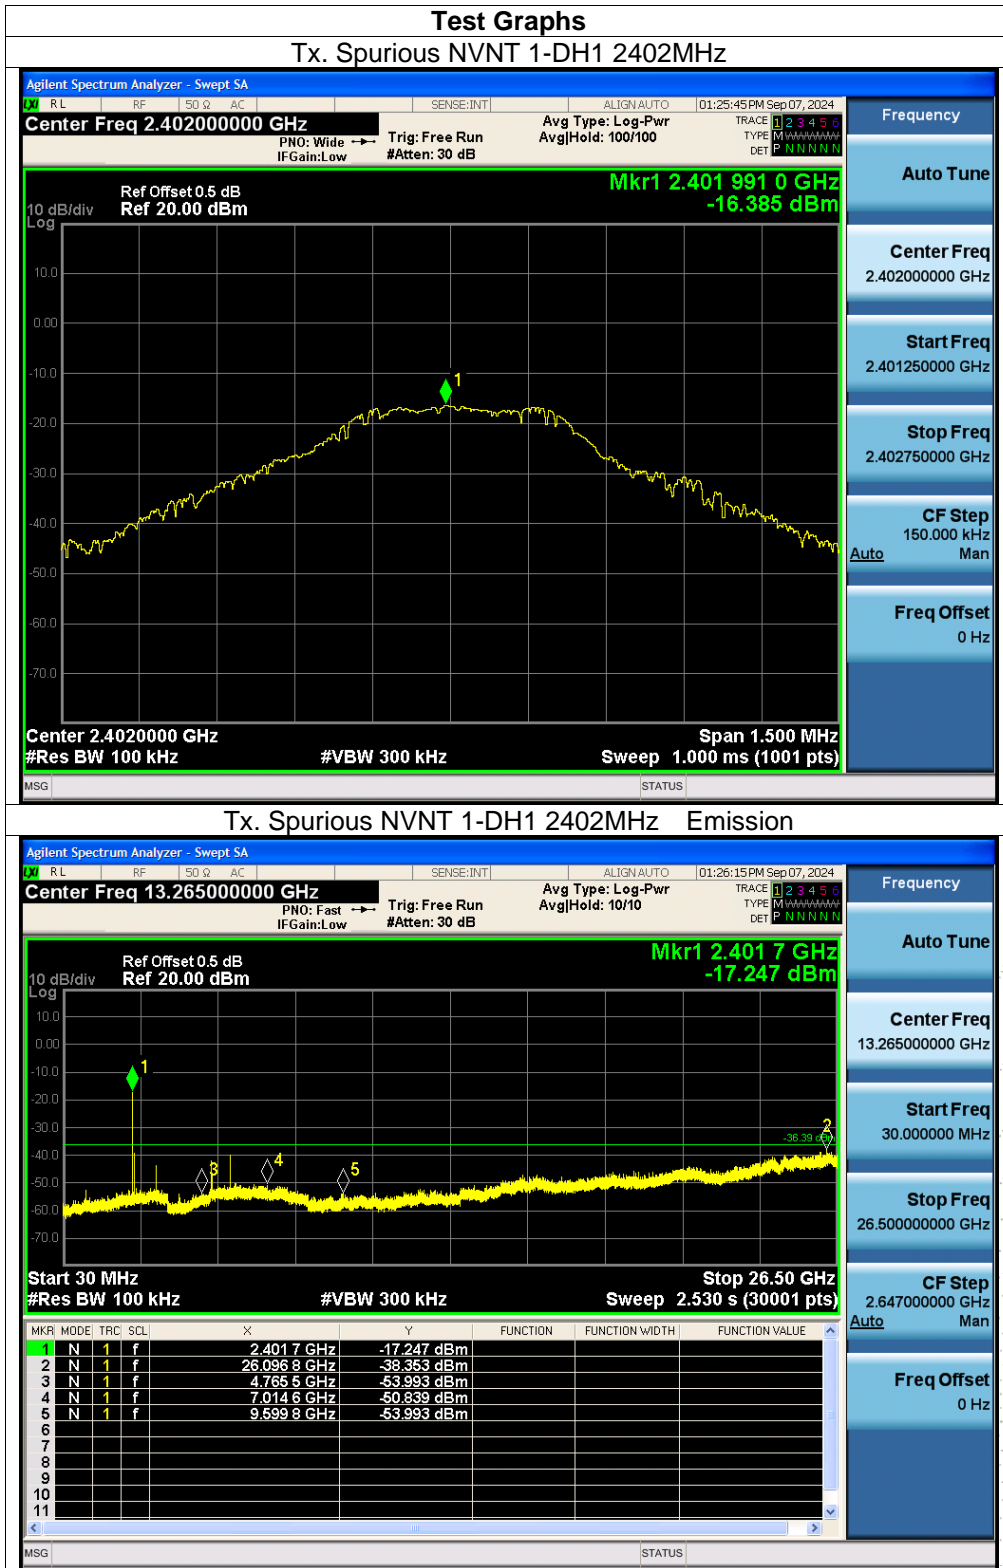 Test Graphs
Tx. Spurious NVNT 1-DH1 2402MHz
Agilent Spectrum Analyzer - Swept SA
LXI RL RF 50 Ω AC SENSE:INT ALIGN AUTO 01:25:45 PM Sep 07, 2024
Center Freq 2.402000000 GHz
PNO: Wide
IFGain:Low
Trig: Free Run
#Atten: 30 dB
Avg Type: Log-Pwr
Avg|Hold: 100/100
TRACE 1 2 3 4 5 6
TYPE M WWWWW
DET P N N N N N
Frequency
Auto Tune
Center Freq
2.402000000 GHz
Start Freq
2.401250000 GHz
Stop Freq
2.402750000 GHz
CF Step
150.000 kHz
Auto Man
Freq Offset
0 Hz
Mkr1 2.401 991 0 GHz
-16.385 dBm
Ref Offset 0.5 dB
10 dB/div Ref 20.00 dBm
Log
10.0
0.00
-10.0
1
-20.0
-30.0
-40.0
-50.0
-60.0
-70.0
Center 2.4020000 GHz Span 1.500 MHz
#Res BW 100 kHz #VBW 300 kHz Sweep 1.000 ms (1001 pts)
MSG STATUS
Tx. Spurious NVNT 1-DH1 2402MHz Emission
Agilent Spectrum Analyzer - Swept SA
LXI RL RF 50 Ω AC SENSE:INT ALIGN AUTO 01:26:15 PM Sep 07, 2024
Center Freq 13.265000000 GHz
PNO: Fast
IFGain:Low
Trig: Free Run
#Atten: 30 dB
Avg Type: Log-Pwr
Avg|Hold: 10/10
TRACE 1 2 3 4 5 6
TYPE M WWWWW
DET P N N N N N
Frequency
Auto Tune
Center Freq
13.265000000 GHz
Start Freq
30.000000 MHz
Stop Freq
26.500000000 GHz
CF Step
2.647000000 GHz
Auto Man
Freq Offset
0 Hz
Mkr1 2.401 7 GHz
-17.247 dBm
Ref Offset 0.5 dB
10 dB/div Ref 20.00 dBm
Log
10.0
0.00
-10.0
1
-20.0
-30.0
2
-36.39 dBm
-40.0
3 4 5
-50.0
-60.0
-70.0
Start 30 MHz Stop 26.50 GHz
#Res BW 100 kHz #VBW 300 kHz Sweep 2.530 s (30001 pts)
MKR MODE TRC SCL X Y FUNCTION FUNCTION WIDTH FUNCTION VALUE
1 N 1 f 2.401 7 GHz -17.247 dBm
2 N 1 f 26.096 8 GHz -38.353 dBm
3 N 1 f 4.765 5 GHz -53.993 dBm
4 N 1 f 7.014 6 GHz -50.839 dBm
5 N 1 f 9.599 8 GHz -53.993 dBm
6
7
8
9
10
11
MSG STATUS